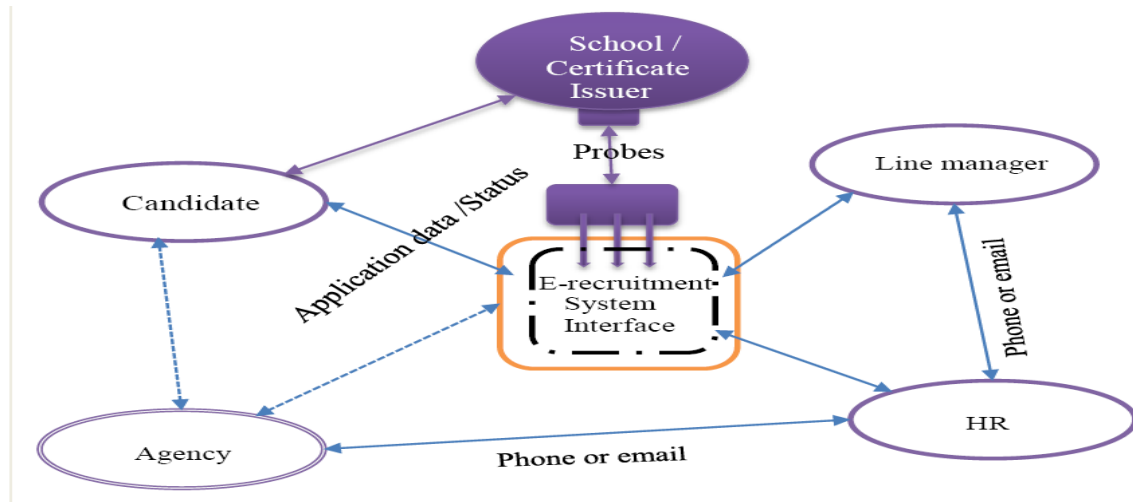 School /
Certificate
Issuer
Probes
Line manager
Candidate
Application data /Status
E-recruitment
System
Interface
Phone or email
HR
Agency
Phone or email